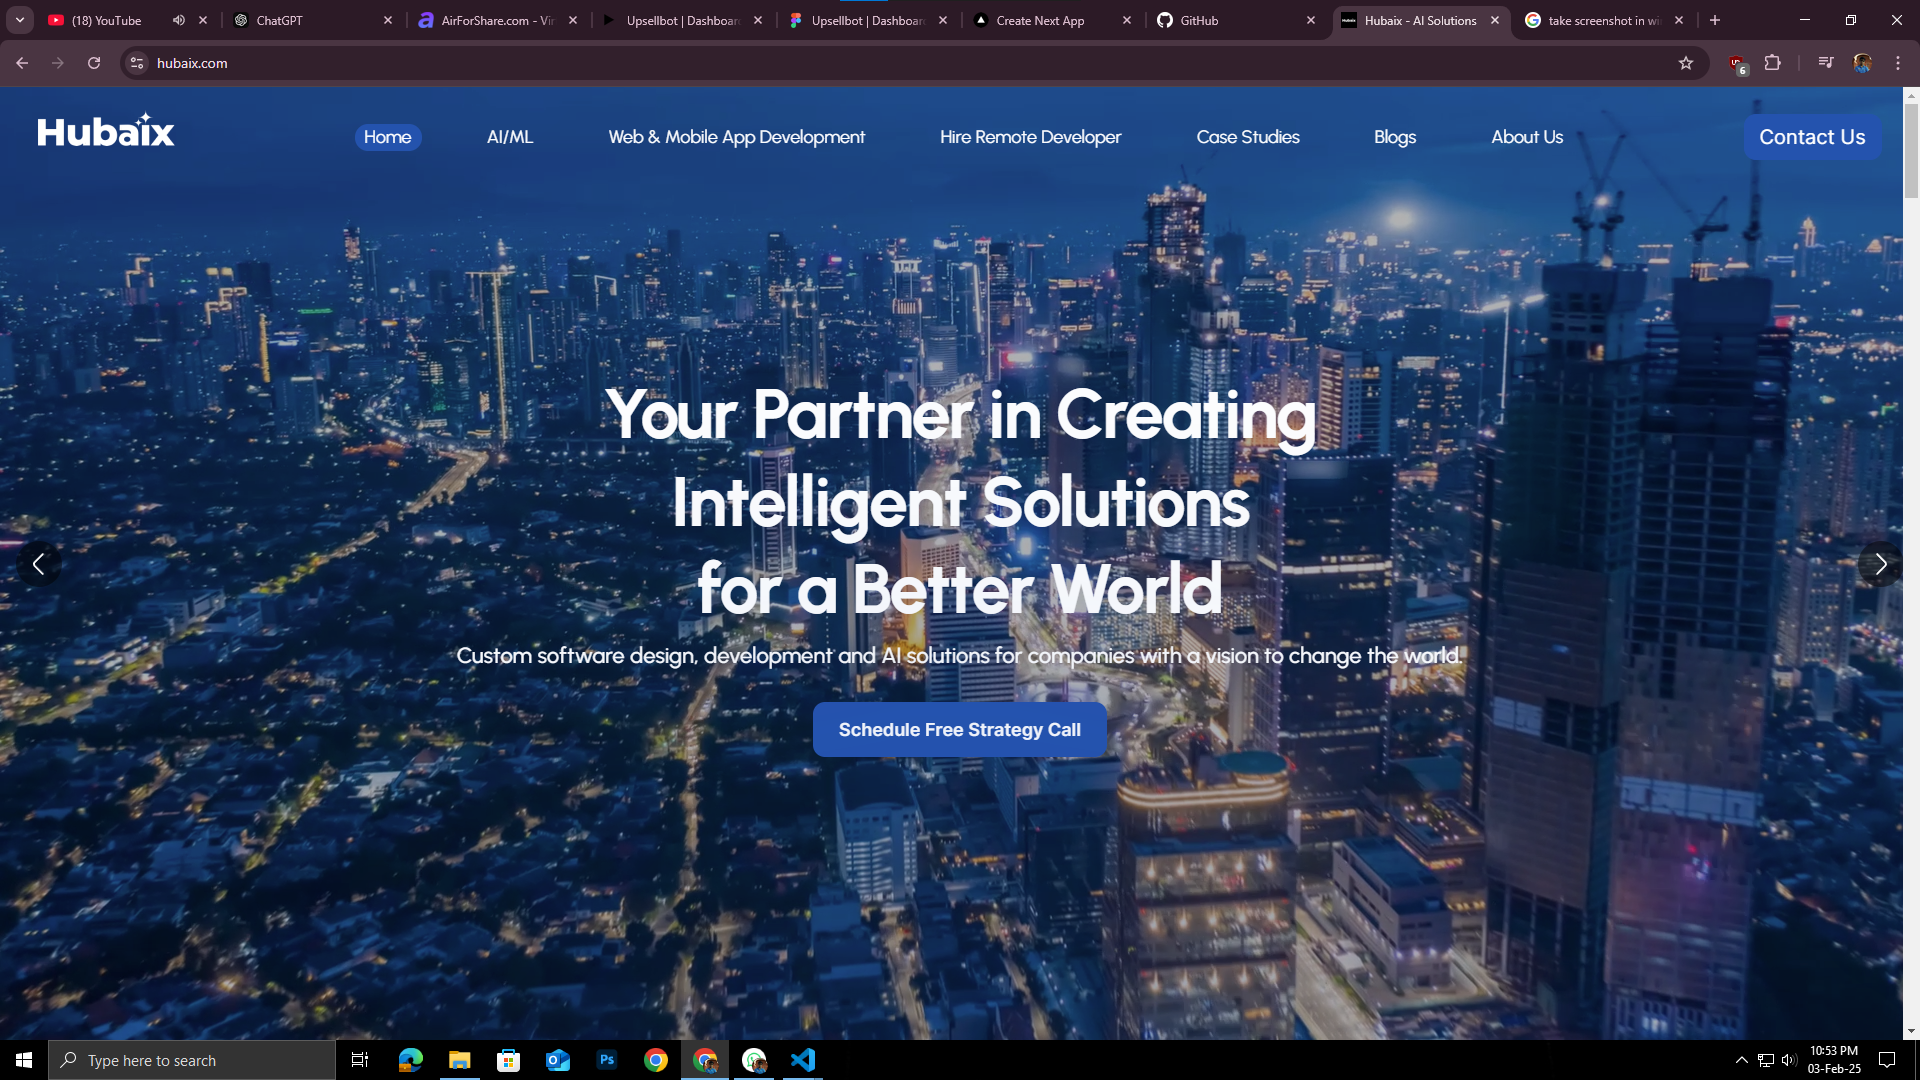 (18) YouTube
ChatGPT
AirForShare.com - Vir
Upsellbot | Dashboar
Upsellbot | Dashboar
Create Next App
GitHub
Hubaix - AI Solutions
take screenshot in wi
hubaix.com
6
Hubaix
Home
AI/ML
Web & Mobile App Development
Hire Remote Developer
Case Studies
Blogs
About Us
Contact Us
Your Partner in Creating
Intelligent Solutions
for a Better World
Custom software design, development and AI solutions for companies with a vision to change the world.
Schedule Free Strategy Call
Type here to search
Ps
10:53 PM
03-Feb-25